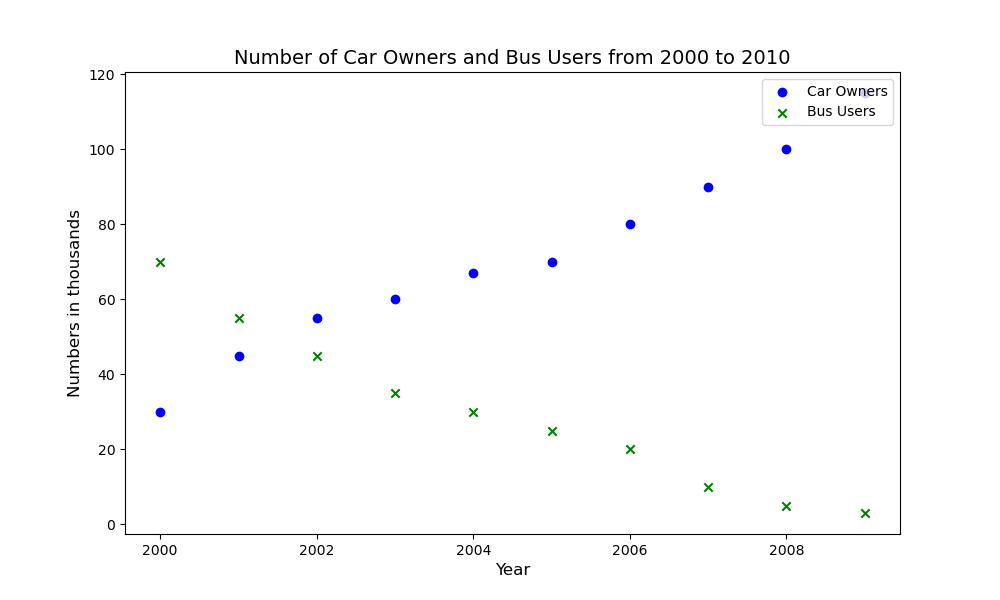 Number of Car Owners and Bus Users from 2000 to 2010
120
100
80
60
40
20
0
Numbers in thousands
Car Owners
Bus Users
2000 2002 2004 2006 2008
Year